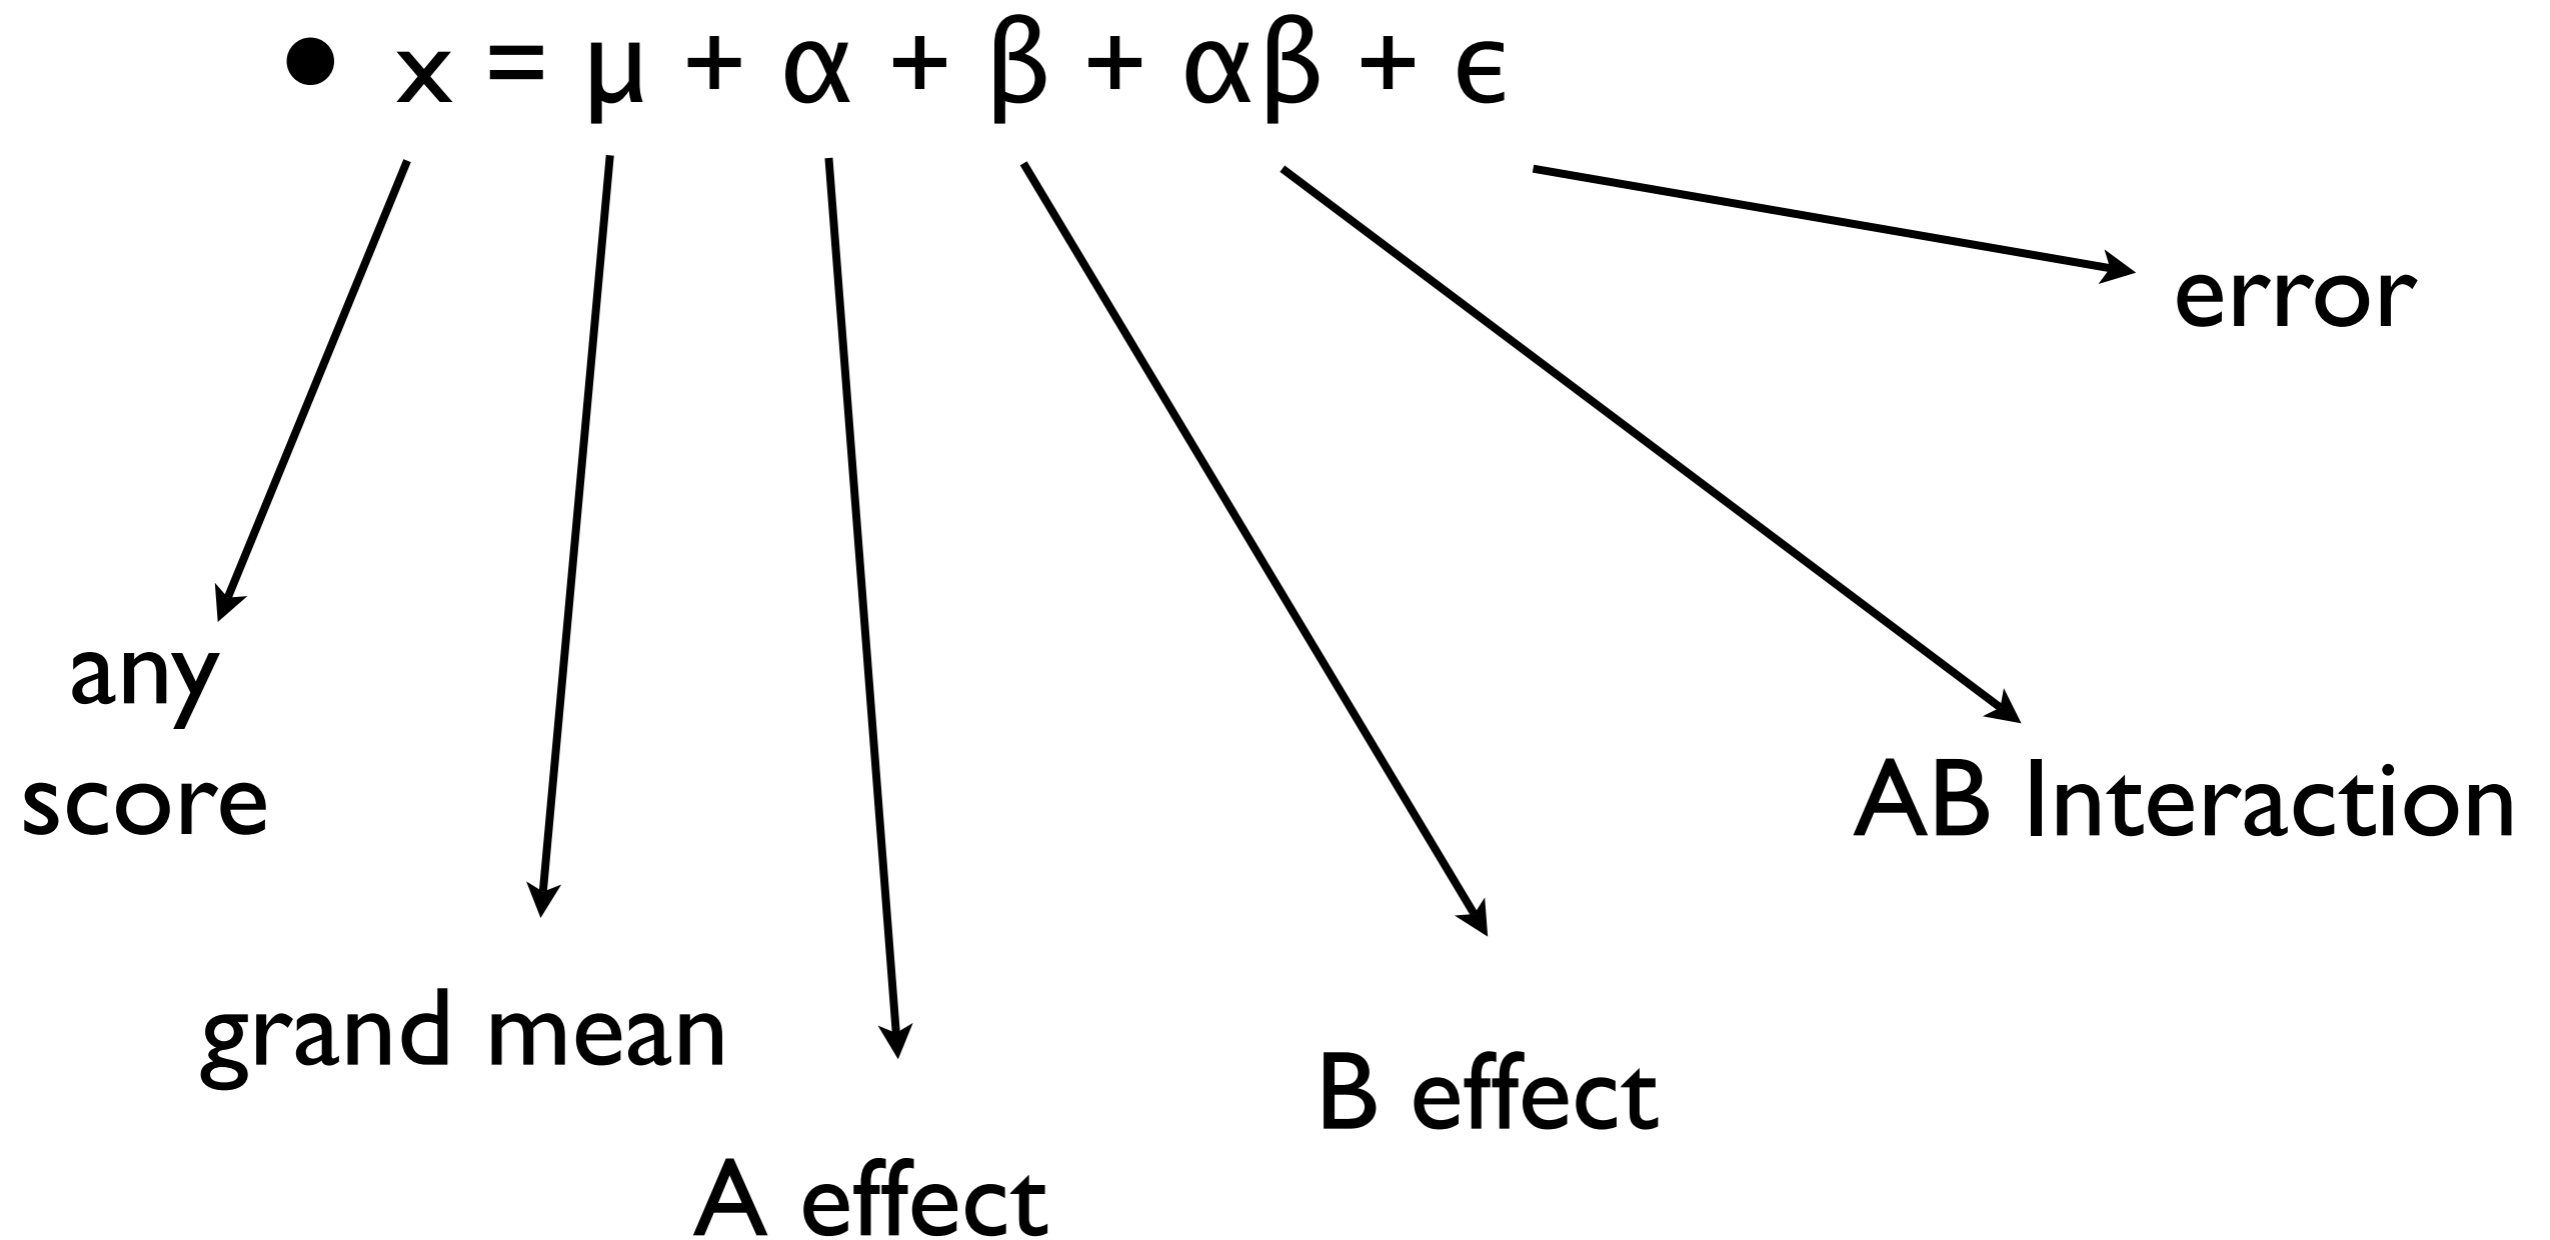 • x = μ + α + β + αβ + ϵ
error
any
score
AB Interaction
grand mean
B effect
A effect